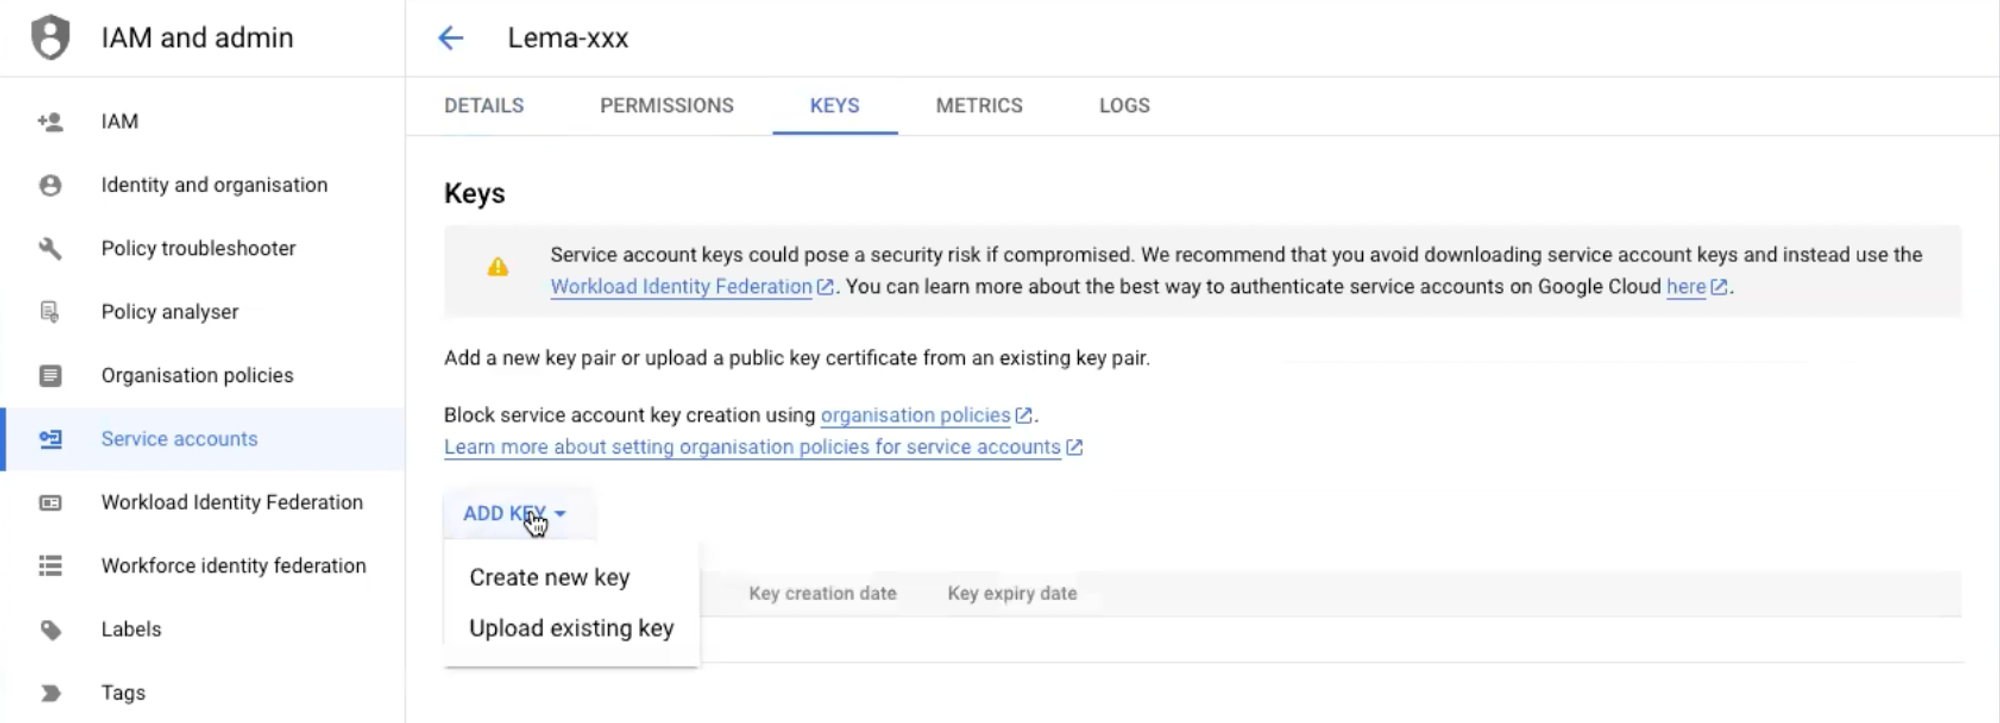 IAM and admin
Lema-xxx
IAM
Identity and organisation
Policy troubleshooter
Policy analyser
Organisation policies
Service accounts
Workload Identity Federation
Workforce identity federation
Labels
Tags
DETAILS PERMISSIONS KEYS METRICS LOGS
Keys
Service account keys could pose a security risk if compromised. We recommend that you avoid downloading service account keys and instead use the
Workload Identity Federation. You can learn more about the best way to authenticate service accounts on Google Cloud here.
Add a new key pair or upload a public key certificate from an existing key pair.
Block service account key creation using organisation policies.
Learn more about setting organisation policies for service accounts
ADD KEY
Create new key
Upload existing key
Key creation date Key expiry date